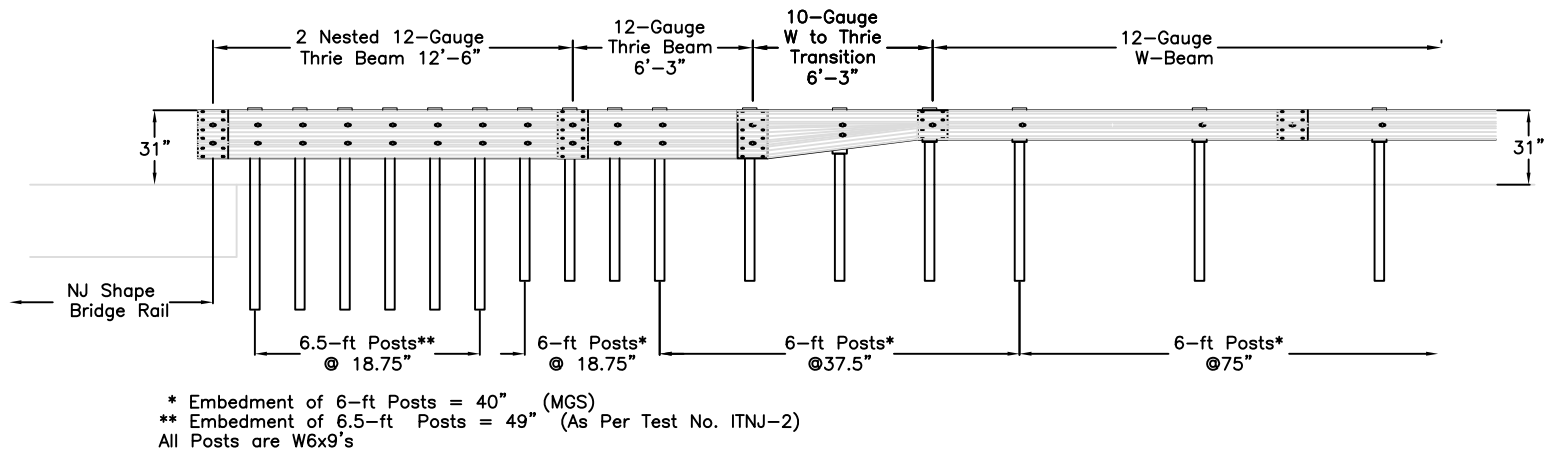 2 Nested 12-Gauge
Thrie Beam 12'-6"
12-Gauge
Thrie Beam
6'-3"
10-Gauge
W to Thrie
Transition
6'-3"
12-Gauge
W-Beam
31"
31"
NJ Shape
Bridge Rail
6.5-ft Posts**
@ 18.75"
6-ft Posts*
@ 18.75"
6-ft Posts*
@37.5"
6-ft Posts*
@75"
* Embedment of 6-ft Posts = 40" (MGS)
** Embedment of 6.5-ft Posts = 49" (As Per Test No. ITNJ-2)
All Posts are W6x9's